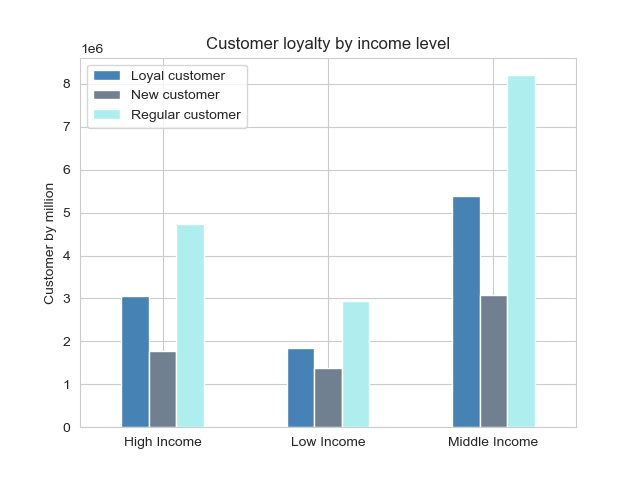 Customer loyalty by income level
1e6
Loyal customer
New customer
Regular customer
8
7
6
5
4
3
2
1
0
Customer by million
High Income
Low Income
Middle Income